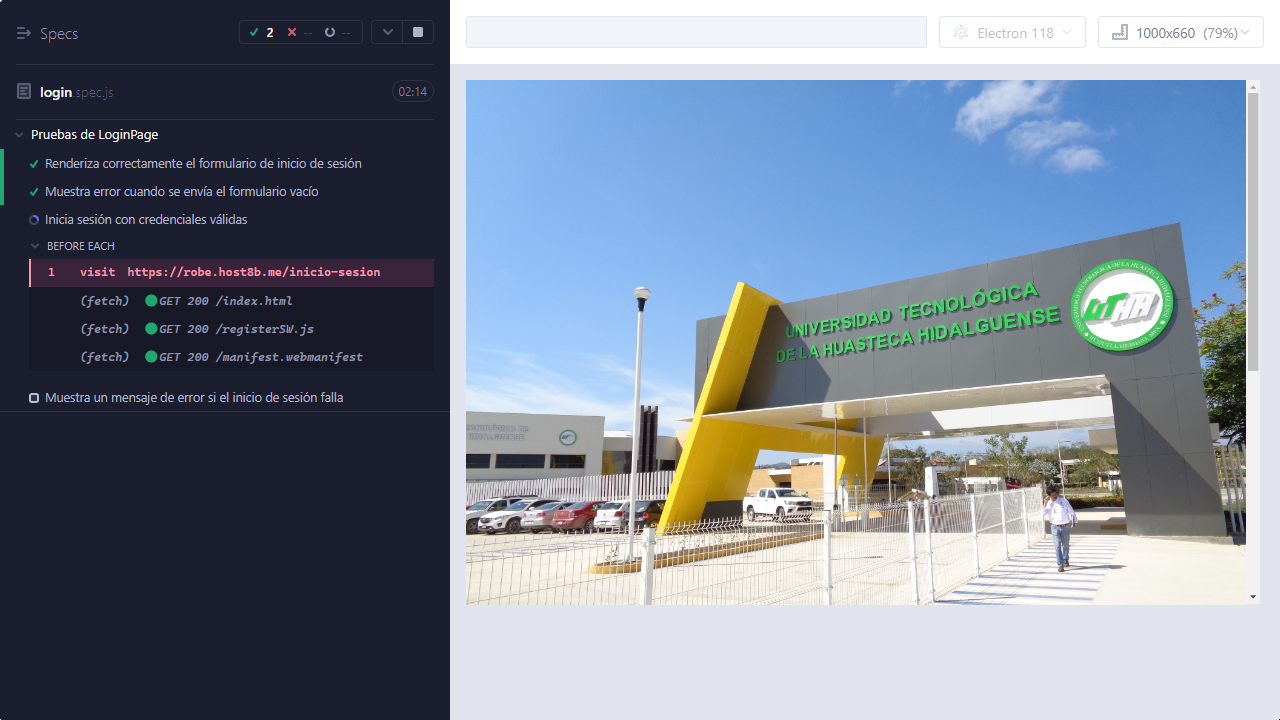 Specs
2
--
--
Electron 118
1000x660 (79%)
login.spec.js
02:14
Pruebas de LoginPage
Renderiza correctamente el formulario de inicio de sesión
Muestra error cuando se envía el formulario vacío
Inicia sesión con credenciales válidas
BEFORE EACH
1 visit https://robe.host8b.me/inicio-sesion
(fetch) GET 200 /index.html
(fetch) GET 200 /registerSW.js
(fetch) GET 200 /manifest.webmanifest
Muestra un mensaje de error si el inicio de sesión falla
UNIVERSIDAD TECNOLÓGICA
DE LA HUASTECA HIDALGUENSE
UTHH